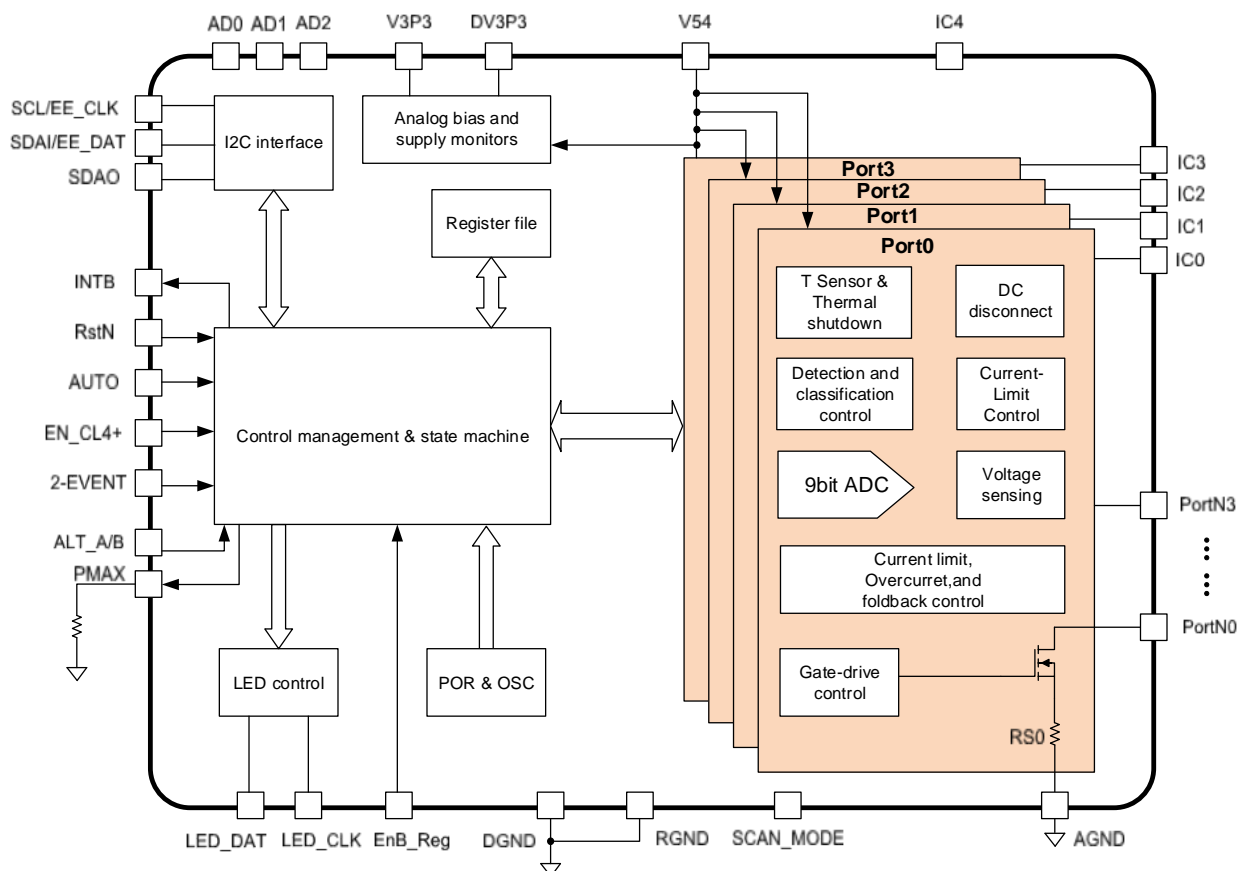 AD0
AD1
AD2
V3P3
DV3P3
V54
IC4
SCL/EE_CLK
SDAI/EE_DAT
SDAO
I2C interface
Analog bias and
supply monitors
Register file
Port3
Port2
Port1
Port0
IC3
IC2
IC1
IC0
INTB
RstN
AUTO
EN_CL4+
2-EVENT
ALT_A/B
PMAX
Control management & state machine
T Sensor &
Thermal
shutdown
DC
disconnect
Detection and
classification
control
Current-
Limit
Control
9bit ADC
Voltage
sensing
Current limit,
Overcurret,and
foldback control
Gate-drive
control
RS0
PortN3
PortN0
LED control
POR & OSC
LED_DAT
LED_CLK
EnB_Reg
DGND
RGND
SCAN_MODE
AGND